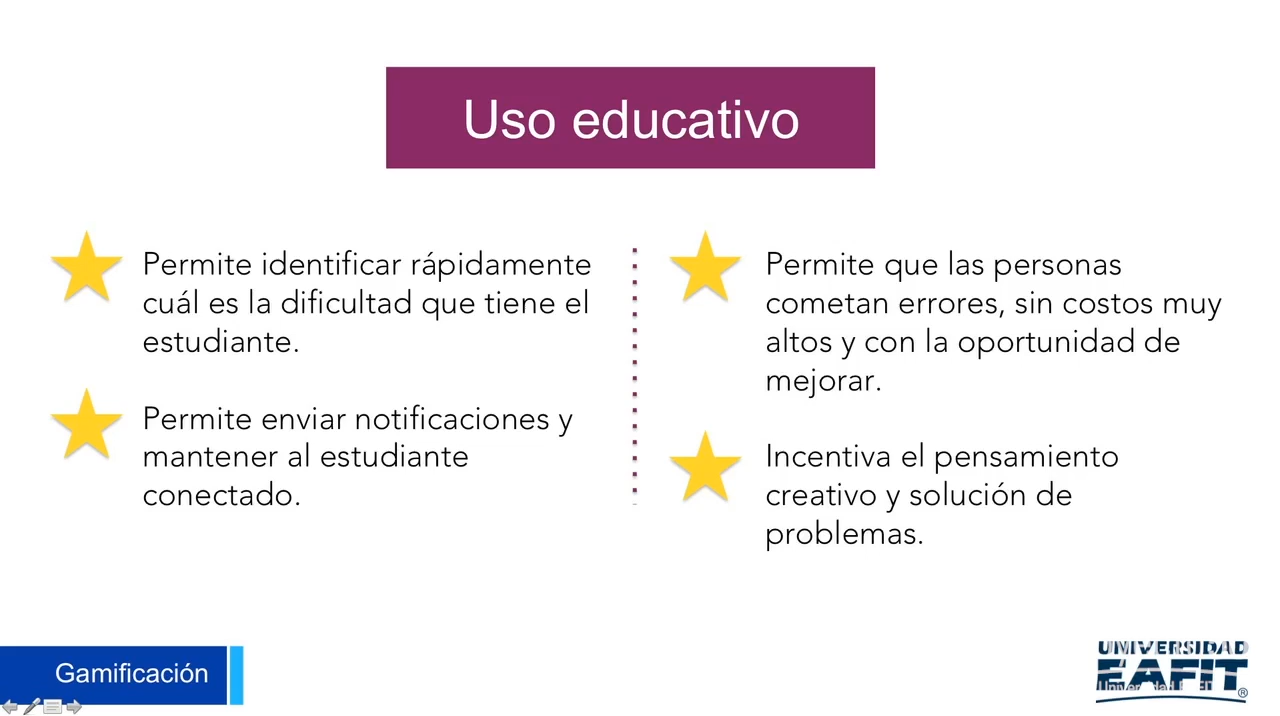 Uso educativo
Permite identificar rápidamente
cuál es la dificultad que tiene el
estudiante.
Permite enviar notificaciones y
mantener al estudiante
conectado.
Permite que las personas
cometan errores, sin costos muy
altos y con la oportunidad de
mejorar.
Incentiva el pensamiento
creativo y solución de
problemas.
Gamificación
UNIVERSIDAD
EAFIT®